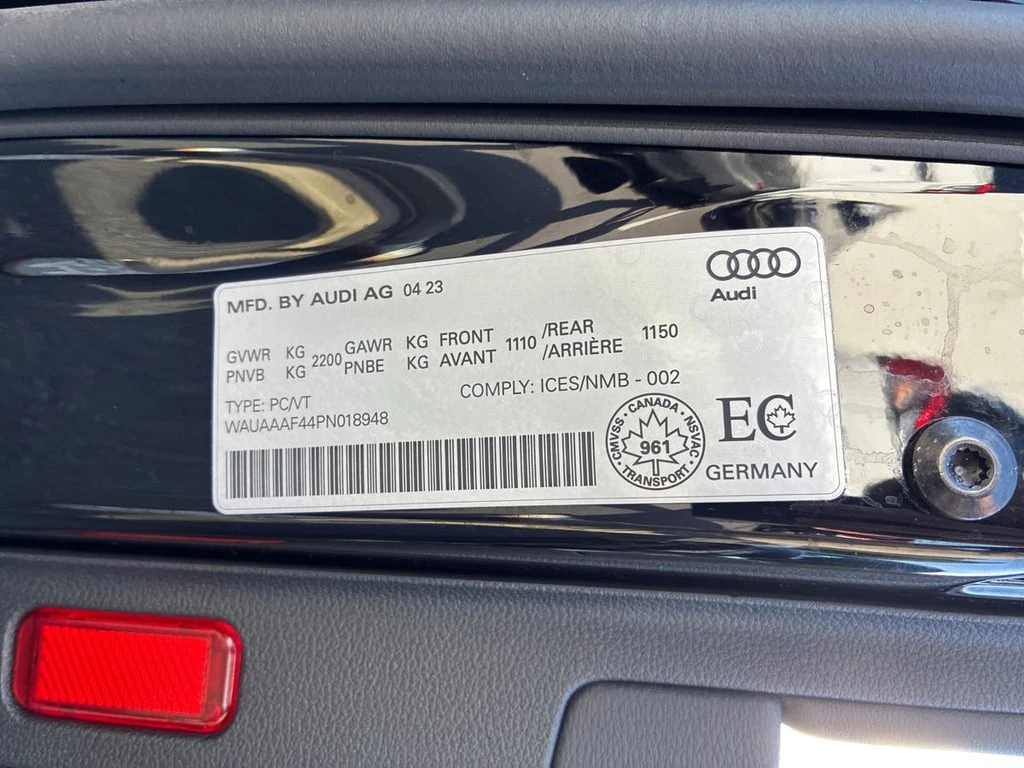 MFD. BY AUDI AG 04 23
Audi
GVWR KG 2200 GAWR KG FRONT 1110 /REAR 1150
PNVB KG PNBE KG AVANT /ARRIÈRE
COMPLY: ICES/NMB - 002
TYPE: PC/VT
WAUAAAF44PN018948
CMVSS • CANADA • NSVAC • TRANSPORT •
961
EC
GERMANY